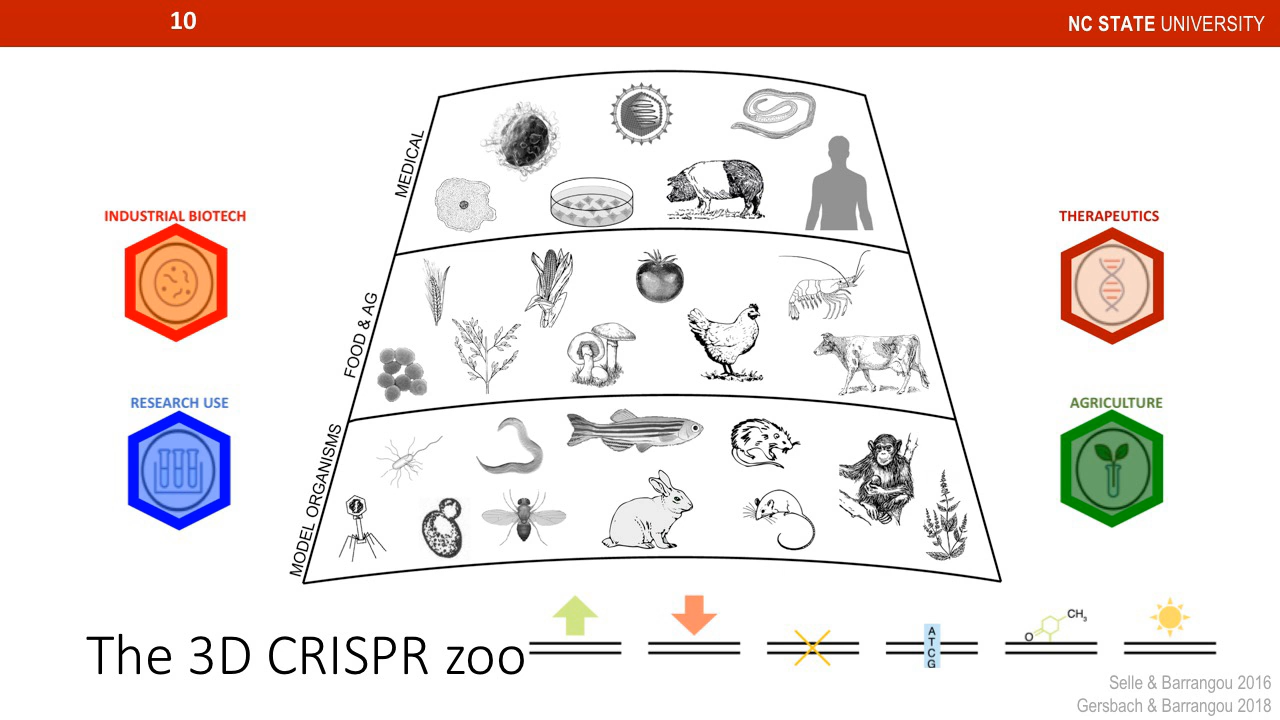 10
NC STATE UNIVERSITY
MEDICAL
INDUSTRIAL BIOTECH
THERAPEUTICS
FOOD & AG
RESEARCH USE
AGRICULTURE
MODEL ORGANISMS
The 3D CRISPR zoo
A
T
C
G
O
CH3
Selle & Barrangou 2016
Gersbach & Barrangou 2018